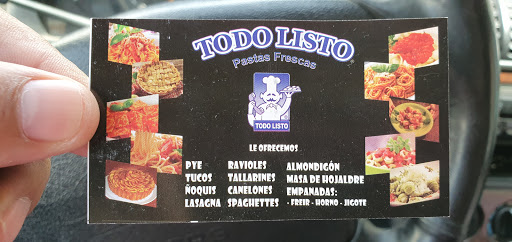 TODO LISTO
Pastas Frescas
TODO LISTO
LE OFRECEMOS
PYE RAVIOLES ALMONDIGÓN
TUCOS TALLARINES MASA DE HOJALDRE
ÑOQUIS CANELONES EMPANADAS:
LASAGNA SPAGHETTES · FREIR - HORNO - JIGOTE